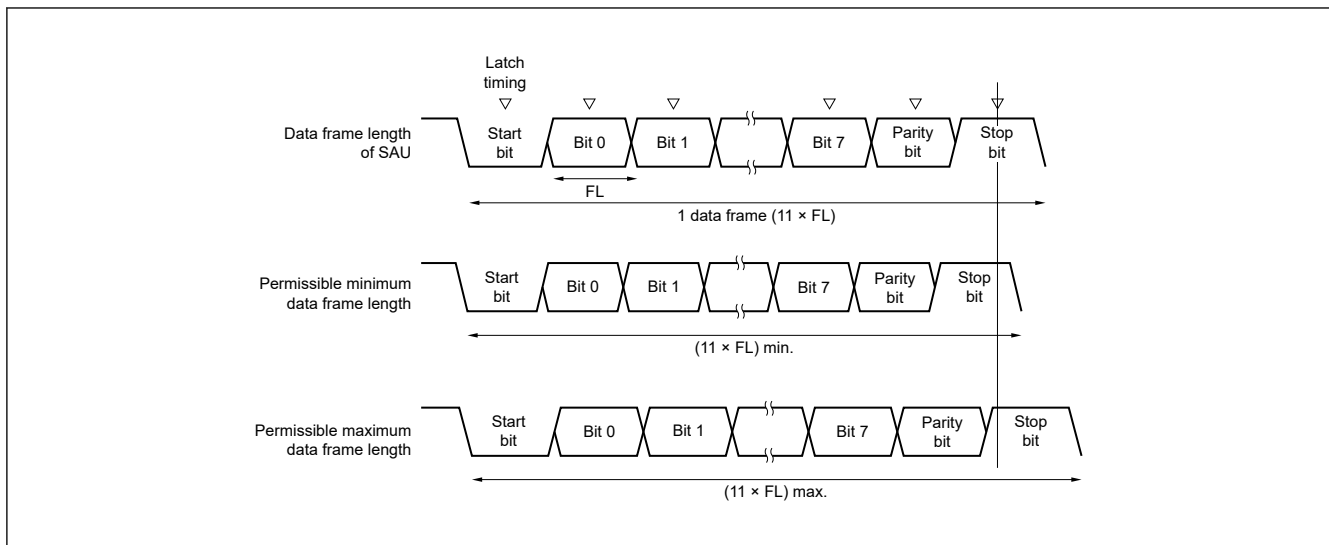 Latch
timing
Data frame length
of SAU
Start
bit
Bit 0
Bit 1
Bit 7
Parity
bit
Stop
bit
FL
1 data frame (11 × FL)
Permissible minimum
data frame length
Start
bit
Bit 0
Bit 1
Bit 7
Parity
bit
Stop
bit
(11 × FL) min.
Permissible maximum
data frame length
Start
bit
Bit 0
Bit 1
Bit 7
Parity
bit
Stop
bit
(11 × FL) max.